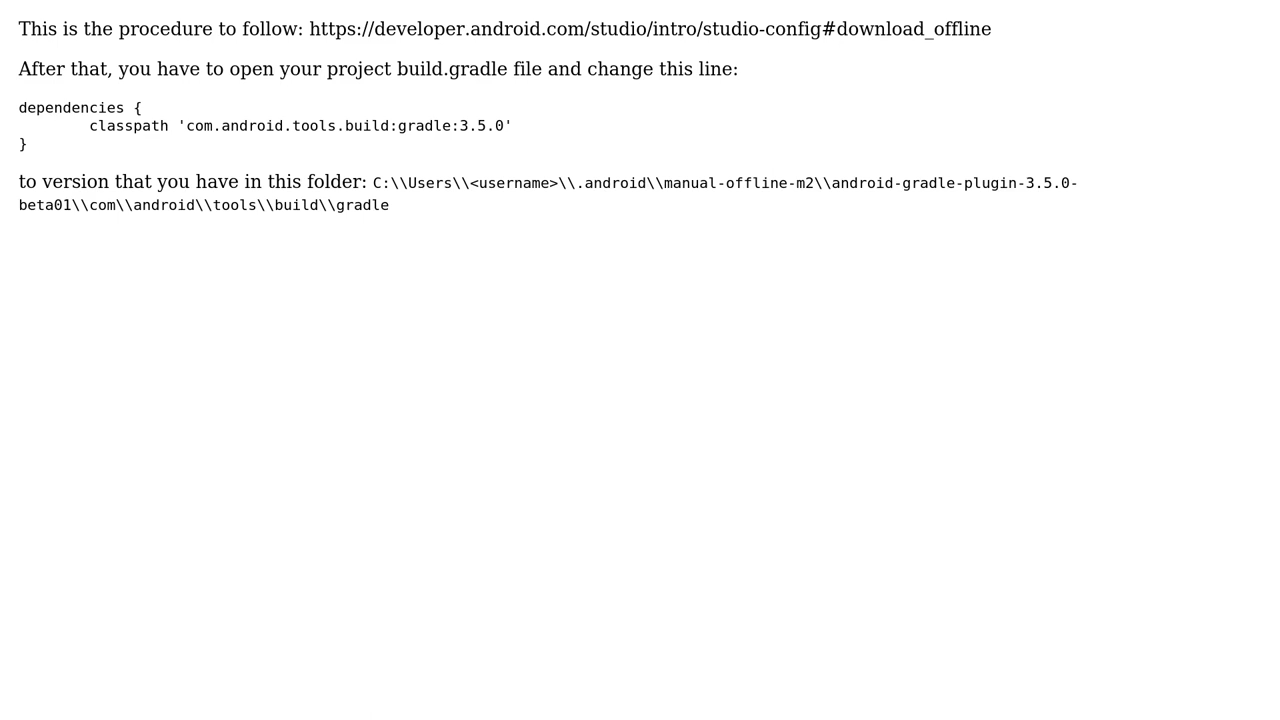 This is the procedure to follow: https://developer.android.com/studio/intro/studio-config#download_offline
After that, you have to open your project build.gradle file and change this line:
dependencies {
        classpath 'com.android.tools.build:gradle:3.5.0'
}
to version that you have in this folder: C:\\Users\\<username>\\.android\\manual-offline-m2\\android-gradle-plugin-3.5.0-
beta01\\com\\android\\tools\\build\\gradle